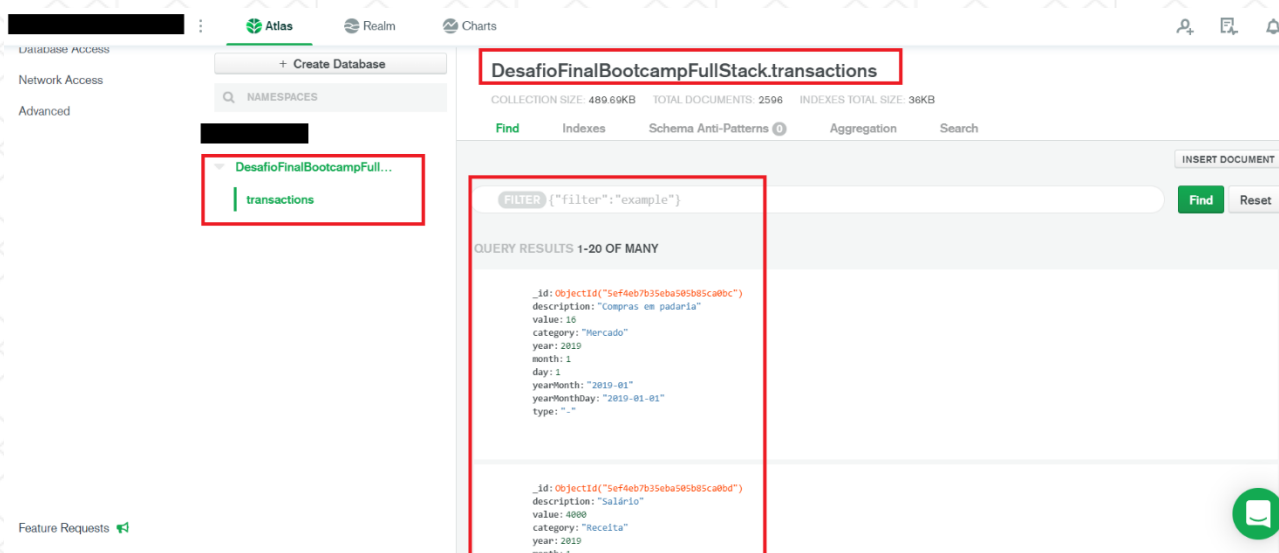 Atlas
Realm
Charts
Database Access
Network Access
Advanced
+ Create Database
NAMESPACES
DesafioFinalBootcampFull...
transactions
Feature Requests
DesafioFinalBootcampFullStack.transactions
COLLECTION SIZE: 489.69KB TOTAL DOCUMENTS: 2596 INDEXES TOTAL SIZE: 36KB
Find Indexes Schema Anti-Patterns 0 Aggregation Search
INSERT DOCUMENT
FILTER {"filter":"example"}
Find Reset
QUERY RESULTS 1-20 OF MANY
_id: ObjectId("5ef4eb7b35eba505b85ca0bc")
description: "Compras em padaria"
value: 16
category: "Mercado"
year: 2019
month: 1
day: 1
yearMonth: "2019-01"
yearMonthDay: "2019-01-01"
type: "-"
_id: ObjectId("5ef4eb7b35eba505b85ca0bd")
description: "Salário"
value: 4000
category: "Receita"
year: 2019
month: 1